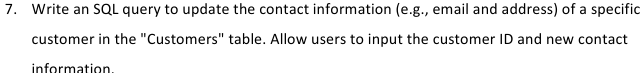 7. Write an SQL query to update the contact information (e.g., email and address) of a specific
customer in the "Customers" table. Allow users to input the customer ID and new contact
information.